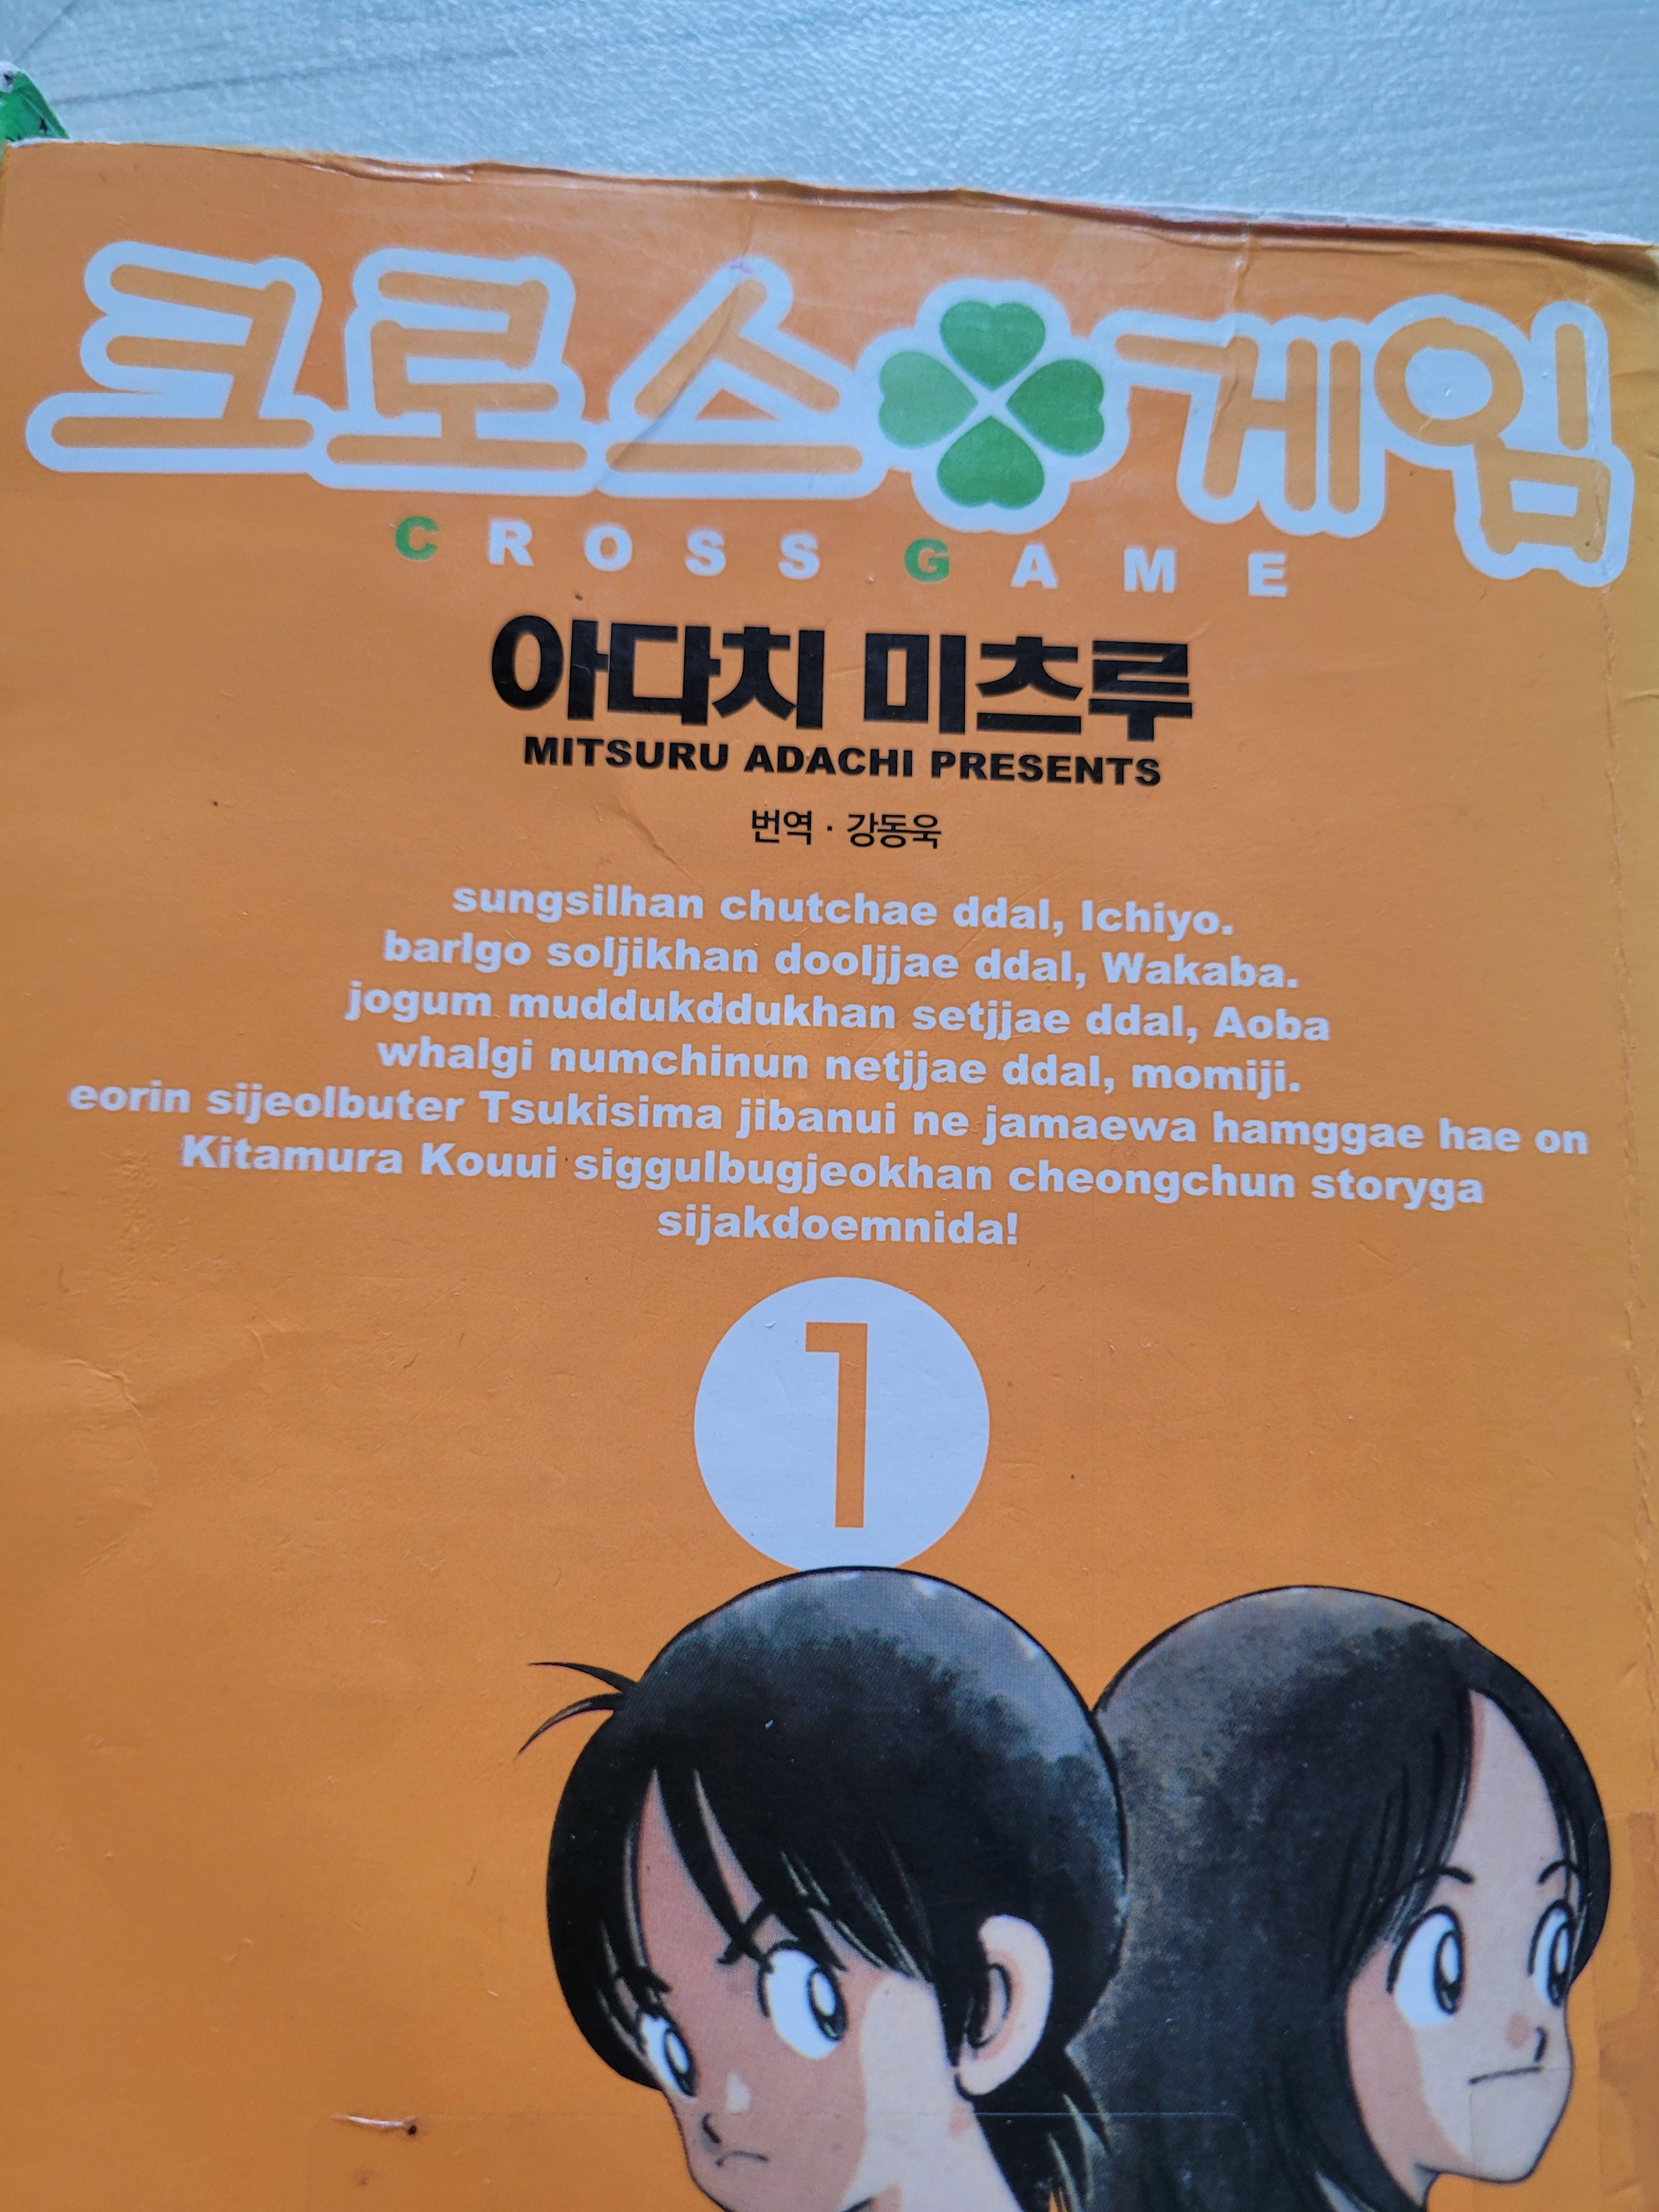 크로스게임
CROSS GAME
아다치 미츠루
MITSURU ADACHI PRESENTS
번역 · 강동욱
sungsilhan chutchae ddal, Ichiyo.
barlgo soljikhan dooljjae ddal, Wakaba.
jogum muddukddukhan setjjae ddal, Aoba
whalgi numchinun netjjae ddal, momiji.
eorin sijeolbuter Tsukisima jibanui ne jamaewa hamggae hae on
Kitamura Kouui siggulbugjeokhan cheongchun storyga
sijakdoemnida!
1